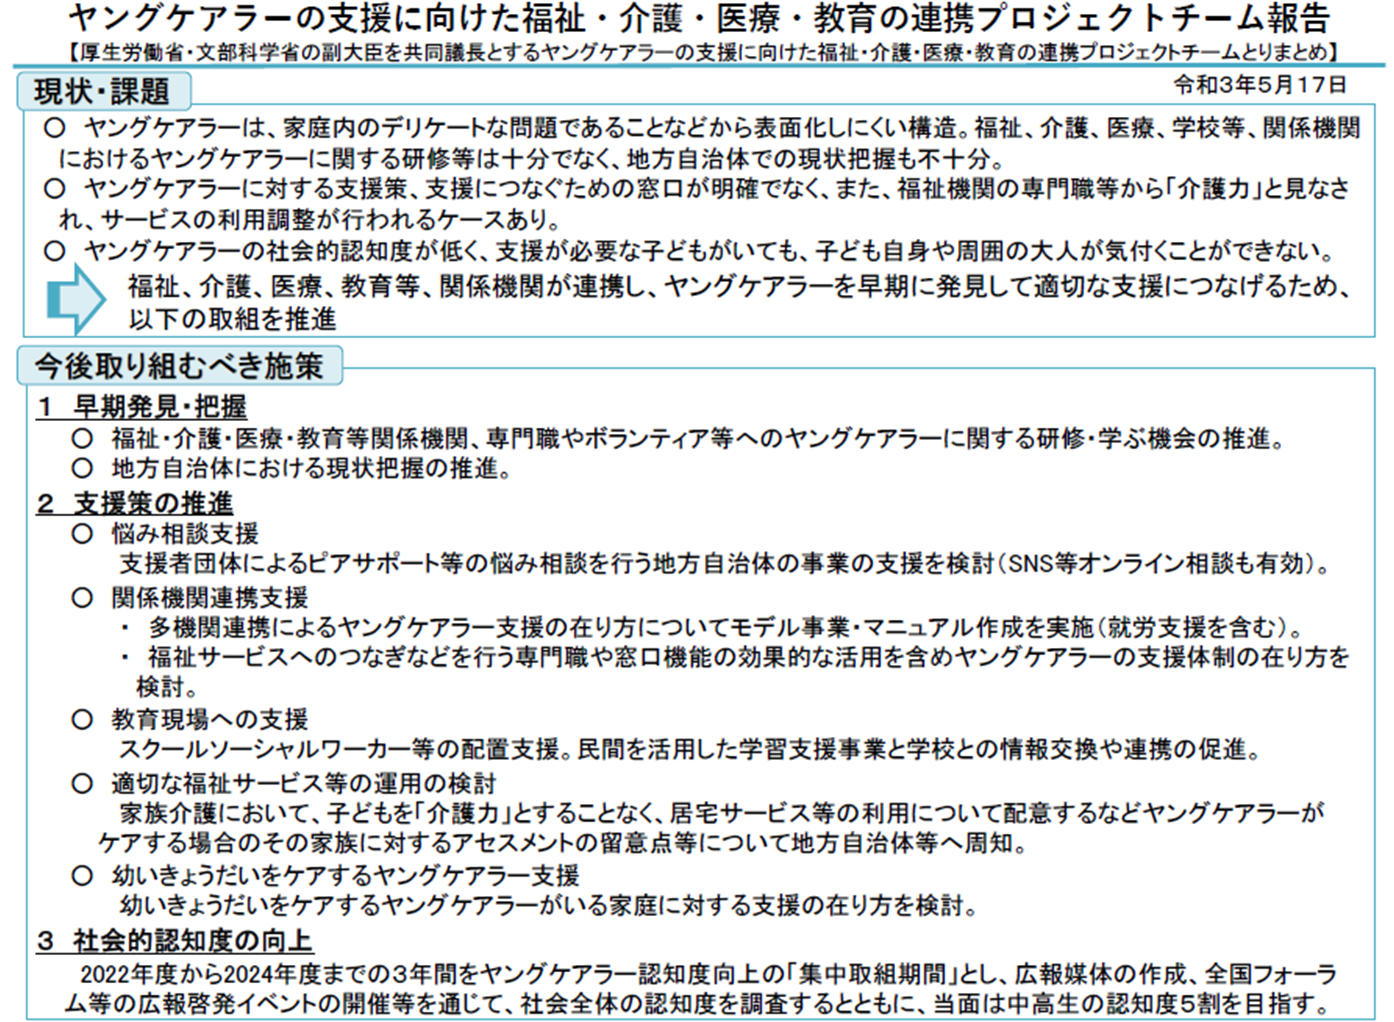 ヤングケアラーの支援に向けた福祉・介護・医療・教育の連携プロジェクトチーム報告
【厚生労働省・文部科学省の副大臣を共同議長とするヤングケアラーの支援に向けた福祉・介護・医療・教育の連携プロジェクトチームとりまとめ】
令和3年5月17日
現状・課題
〇 ヤングケアラーは、家庭内のデリケートな問題であることなどから表面化しにくい構造。福祉、介護、医療、学校等、関係機関
におけるヤングケアラーに関する研修等は十分でなく、地方自治体での現状把握も不十分。
〇 ヤングケアラーに対する支援策、支援につなぐための窓口が明確でなく、また、福祉機関の専門職等から「介護力」と見なさ
れ、サービスの利用調整が行われるケースあり。
〇 ヤングケアラーの社会的認知度が低く、支援が必要な子どもがいても、子ども自身や周囲の大人が気付くことができない。
福祉、介護、医療、教育等、関係機関が連携し、ヤングケアラーを早期に発見して適切な支援につなげるため、
以下の取組を推進
今後取り組むべき施策
1 早期発見・把握
〇 福祉・介護・医療・教育等関係機関、専門職やボランティア等へのヤングケアラーに関する研修・学ぶ機会の推進。
〇 地方自治体における現状把握の推進。
2 支援策の推進
〇 悩み相談支援
支援者団体によるピアサポート等の悩み相談を行う地方自治体の事業の支援を検討（SNS等オンライン相談も有効）。
〇 関係機関連携支援
・ 多機関連携によるヤングケアラー支援の在り方についてモデル事業・マニュアル作成を実施（就労支援を含む）。
・ 福祉サービスへのつなぎなどを行う専門職や窓口機能の効果的な活用を含めヤングケアラーの支援体制の在り方を
検討。
〇 教育現場への支援
スクールソーシャルワーカー等の配置支援。民間を活用した学習支援事業と学校との情報交換や連携の促進。
〇 適切な福祉サービス等の運用の検討
家族介護において、子どもを「介護力」とすることなく、居宅サービス等の利用について配意するなどヤングケアラーが
ケアする場合のその家族に対するアセスメントの留意点等について地方自治体等へ周知。
〇 幼いきょうだいをケアするヤングケアラー支援
幼いきょうだいをケアするヤングケアラーがいる家庭に対する支援の在り方を検討。
3 社会的認知度の向上
2022年度から2024年度までの3年間をヤングケアラー認知度向上の「集中取組期間」とし、広報媒体の作成、全国フォーラ
ム等の広報啓発イベントの開催等を通じて、社会全体の認知度を調査するとともに、当面は中高生の認知度5割を目指す。